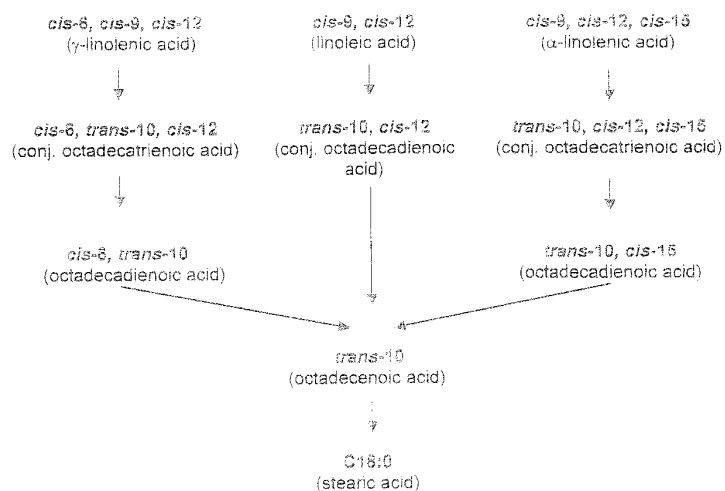 cis-6, cis-9, cis-12
(γ-linolenic acid)
cis-9, cis-12
(linoleic acid)
cis-9, cis-12, cis-15
(α-linolenic acid)
cis-6, trans-10, cis-12
(conj. octadecatrienoic acid)
trans-10, cis-12
(conj. octadecadienoic
acid)
trans-10, cis-12, cis-15
(conj. octadecatrienoic acid)
cis-6, trans-10
(octadecadienoic acid)
trans-10, cis-15
(octadecadienoic acid)
trans-10
(octadecenoic acid)
C18:0
(stearic acid)